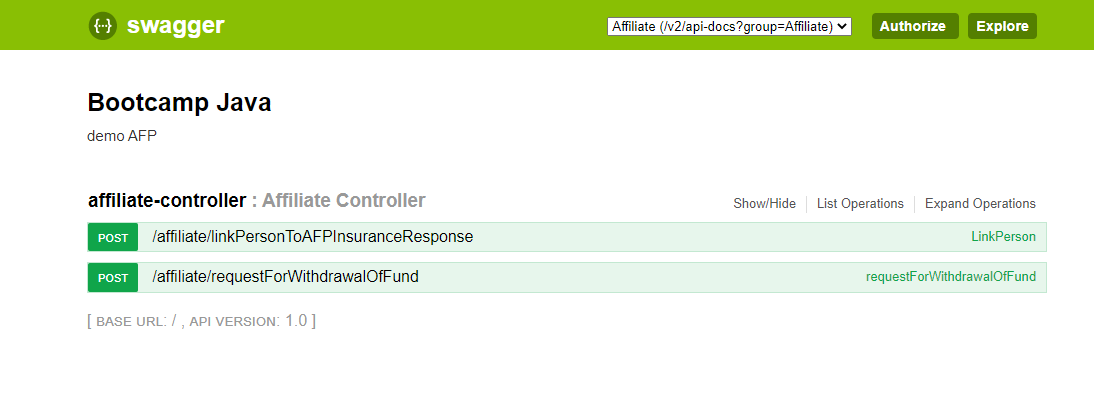 swagger
Affiliate (/v2/api-docs?group=Affiliate)
Authorize
Explore
Bootcamp Java
demo AFP
affiliate-controller : Affiliate Controller
Show/Hide
List Operations
Expand Operations
POST /affiliate/linkPersonToAFPInsuranceResponse LinkPerson
POST /affiliate/requestForWithdrawalOfFund requestForWithdrawalOfFund
[ BASE URL: / , API VERSION: 1.0 ]